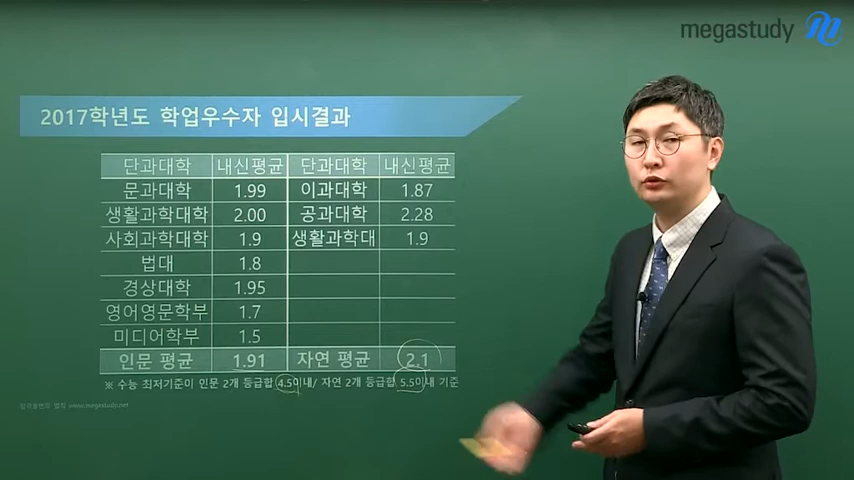 megastudy
2017학년도 학업우수자 입시결과
단과대학 내신평균 단과대학 내신평균
문과대학 1.99 이과대학 1.87
생활과학대학 2.00 공과대학 2.28
사회과학대학 1.9 생활과학대 1.9
법대 1.8
경상대학 1.95
영어영문학부 1.7
미디어학부 1.5
인문 평균 1.91 자연 평균 2.1
※ 수능 최저기준이 인문 2개 등급합 4.5이내/ 자연 2개 등급합 5.5이내 기준
www.megastudy.net